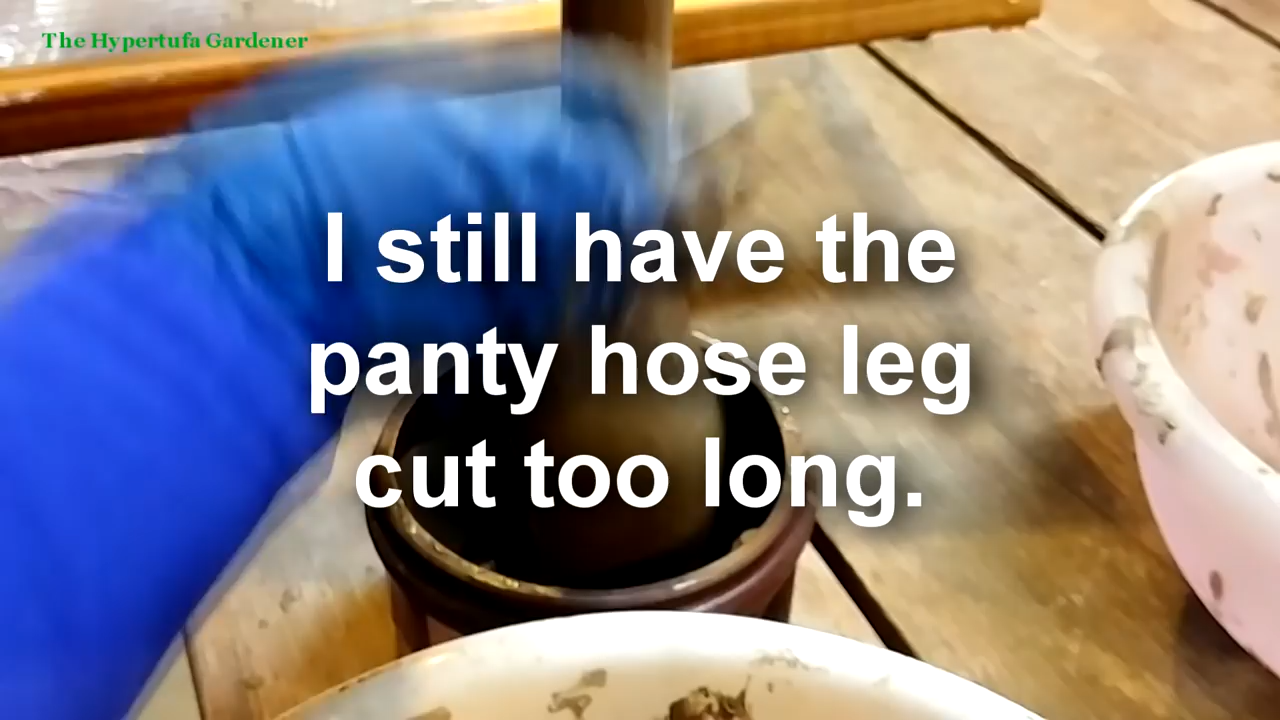 The Hypertufa Gardener
I still have the
panty hose leg
cut too long.